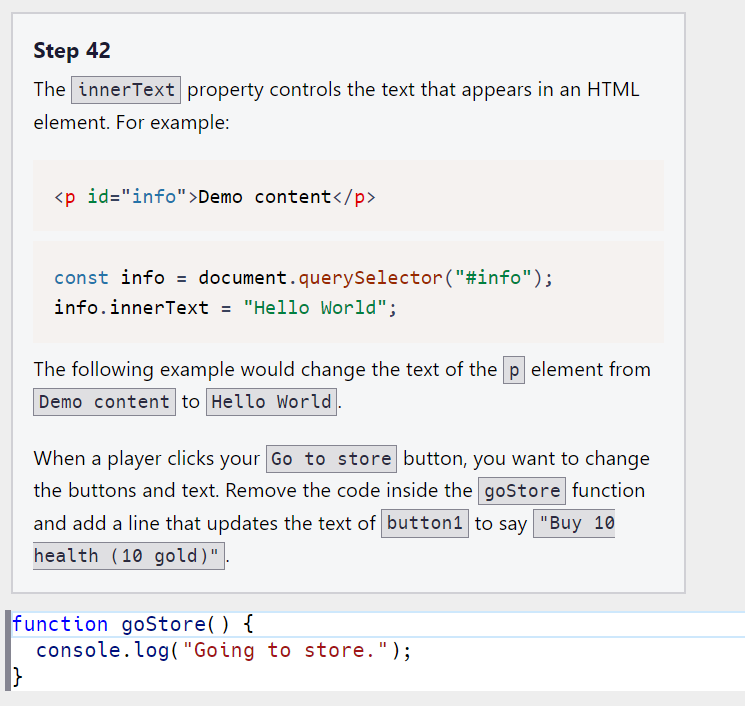 Step 42
The innerText property controls the text that appears in an HTML
element. For example:
<p id="info">Demo content</p>
const info = document.querySelector("#info");
info.innerText = "Hello World";
The following example would change the text of the p element from
Demo content to Hello World.
When a player clicks your Go to store button, you want to change
the buttons and text. Remove the code inside the goStore function
and add a line that updates the text of button1 to say "Buy 10
health (10 gold)".
function goStore() {
  console.log("Going to store.");
}